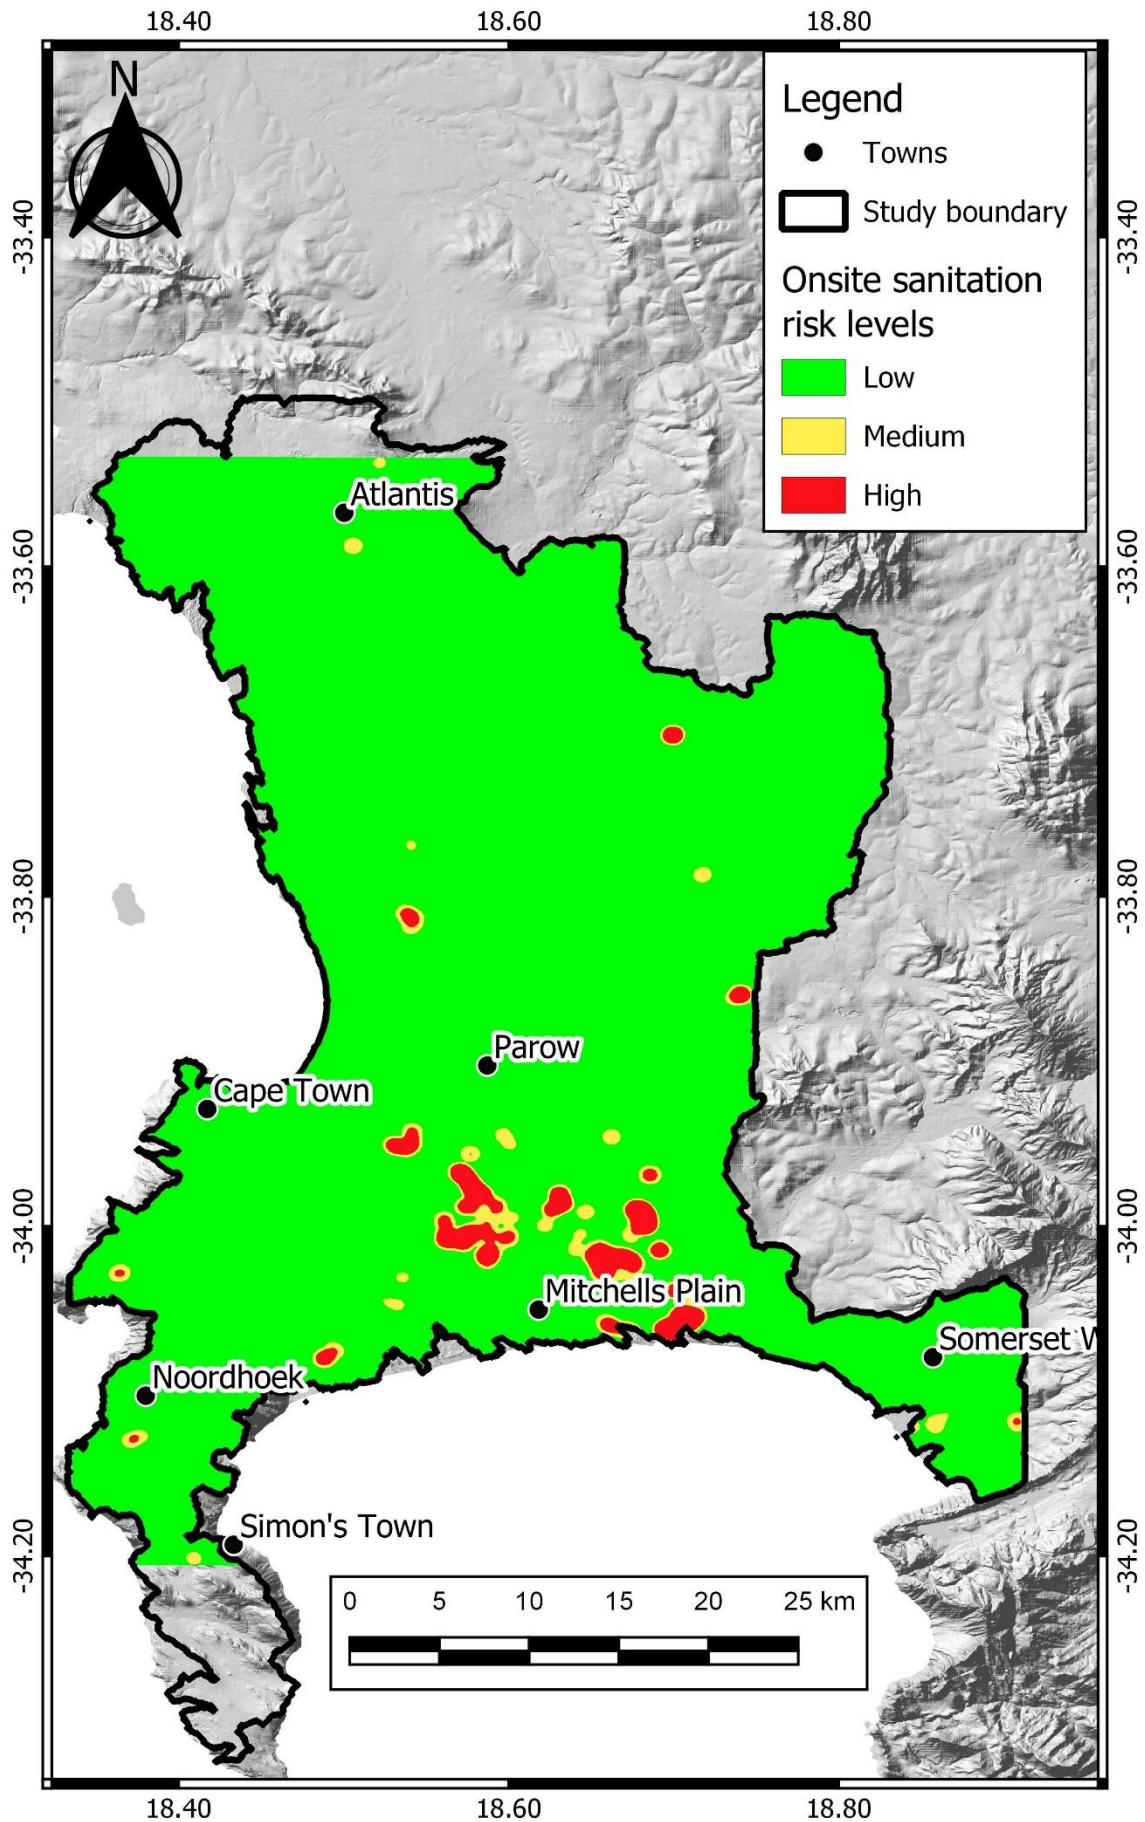 18.40 18.60 18.80
N
Legend
Towns
Study boundary
Onsite sanitation
risk levels
Low
Medium
High
-33.40 -33.40
Atlantis
-33.60 -33.60
-33.80 -33.80
Parow
Cape Town
-34.00 -34.00
Mitchells Plain
Somerset W
Noordhoek
Simon's Town
-34.20 -34.20
0 5 10 15 20 25 km
18.40 18.60 18.80